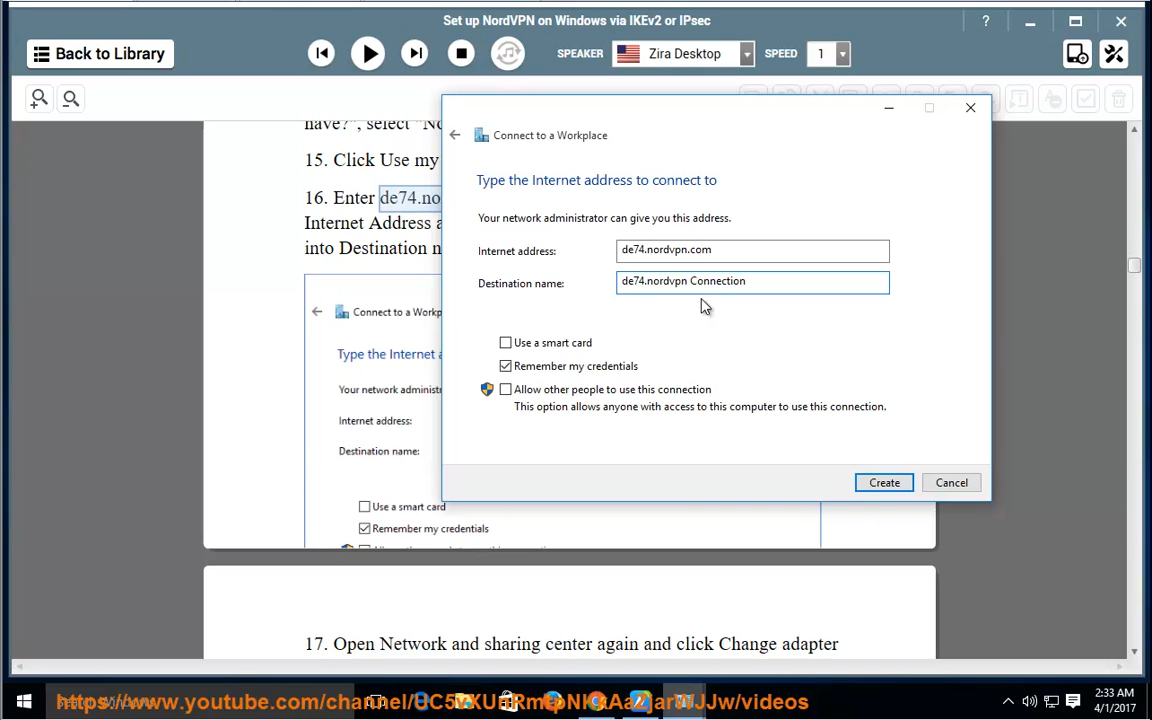 Set up NordVPN on Windows via IKEv2 or IPsec
?
Back to Library
SPEAKER
Zira Desktop
SPEED
1
have?", select "No
15. Click Use my
16. Enter de74.no
Internet Address a
into Destination n
Connect to a Workplace
Type the Internet address to connect to
Your network administrator can give you this address.
Internet address:
de74.nordvpn.com
Destination name:
de74.nordvpn Connection
Use a smart card
Remember my credentials
Allow other people to use this connection
This option allows anyone with access to this computer to use this connection.
Create
Cancel
Connect to a Workp
Type the Internet a
Your network administr
Internet address:
Destination name:
Use a smart card
Remember my credentials
17. Open Network and sharing center again and click Change adapter
Search Windows
2:33 AM
4/1/2017